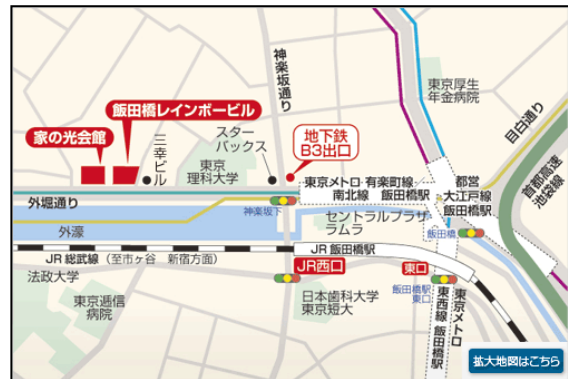 神楽坂通り
東京厚生
年金病院
目白通り
飯田橋レインボービル
家の光会館
三幸ビル
スター
バックス
地下鉄
B3出口
東京
理科大学
首都高速
池袋線
東京メトロ 有楽町線
南北線 飯田橋駅
都営
大江戸線
飯田橋駅
外堀通り
神楽坂下
セントラルプラザ
ラムラ
飯田橋
外濠
JR 飯田橋駅
JR 総武線(至市ヶ谷 新宿方面)
法政大学
JR西口
東口
東京逓信
病院
日本歯科大学
東京短大
飯田橋駅
東口
東京メトロ
東西線 飯田橋駅
拡大地図はこちら